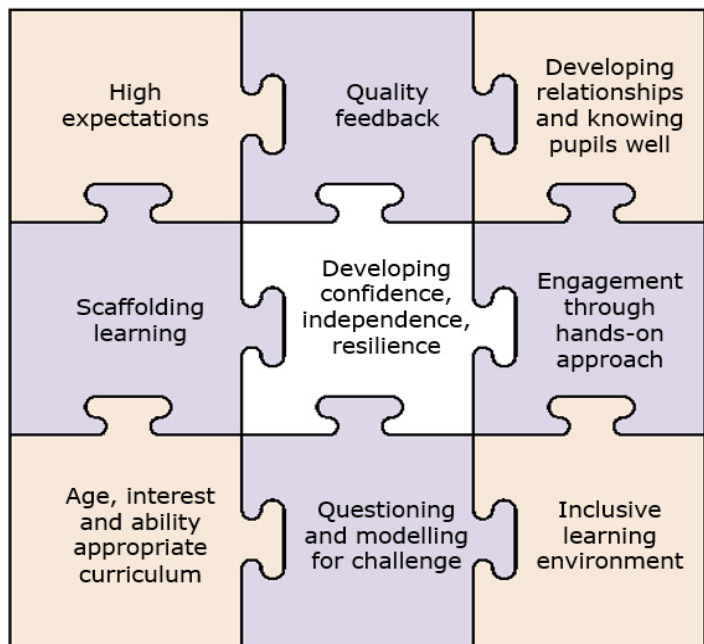 High
expectations
Quality
feedback
Developing
relationships
and knowing
pupils well
Scaffolding
learning
Developing
confidence,
independence,
resilience
Engagement
through
hands-on
approach
Age, interest
and ability
appropriate
curriculum
Questioning
and modelling
for challenge
Inclusive
learning
environment